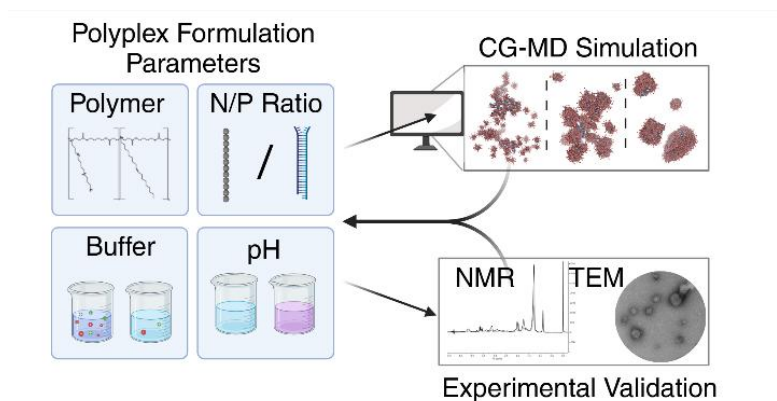 Polyplex Formulation
Parameters
Polymer
N/P Ratio
Buffer
pH
CG-MD Simulation
NMR
TEM
Experimental Validation